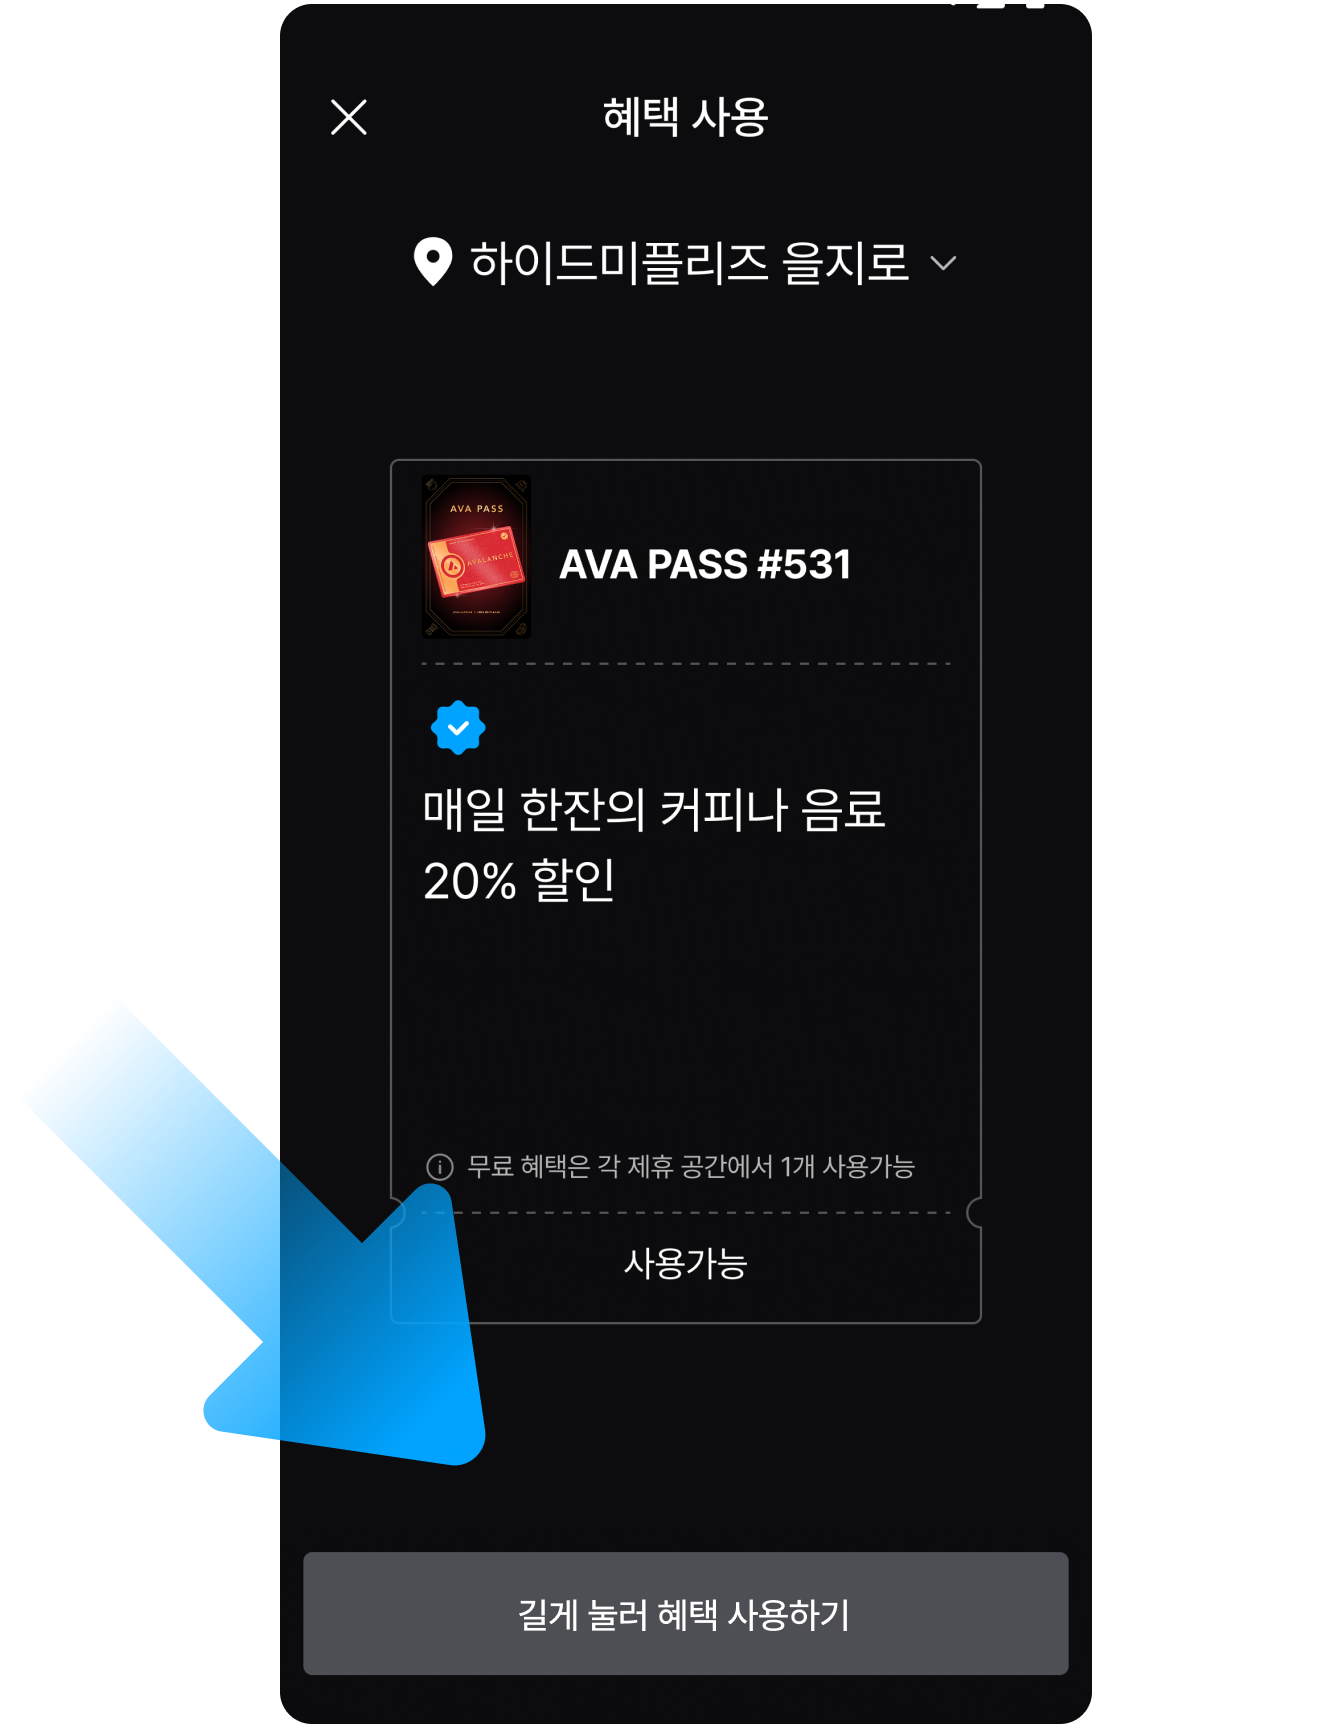 혜택 사용
하이드미플리즈 을지로
AVA PASS
AVALANCHE
AVA PASS #531
매일 한잔의 커피나 음료
20% 할인
무료 혜택은 각 제휴 공간에서 1개 사용가능
사용가능
길게 눌러 혜택 사용하기